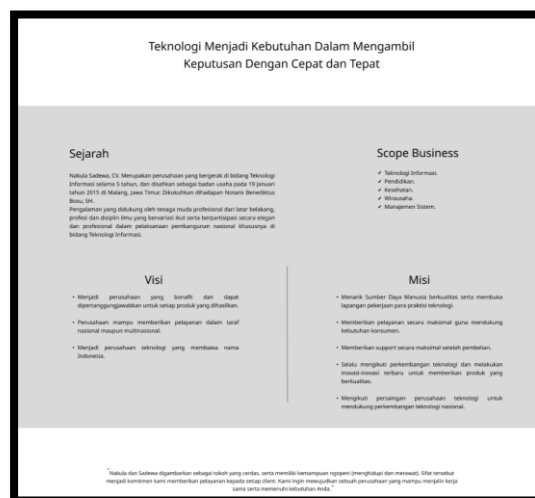 Teknologi Menjadi Kebutuhan Dalam Mengambil
Keputusan Dengan Cepat dan Tepat
Sejarah
Nakula Sadewa, CV. Merupakan perusahaan yang bergerak di bidang Teknologi
Informasi selama 5 tahun, dan disahkan sebagai badan usaha pada 19 Januari
tahun 2015 di Malang, Jawa Timur. Dikukuhkan dihadapan Notaris Benediktus
Bosu, SH.
Pengalaman yang didukung oleh tenaga muda profesional dari latar belakang,
profesi dan disiplin ilmu yang bervariasi ikut serta berpartisipasi secara elegan
dan profesional dalam pelaksanaan pembangunan nasional khususnya di
bidang Teknologi Informasi.
Scope Business
✓ Teknologi Informasi.
✓ Pendidikan.
✓ Kesehatan.
✓ Wirausaha.
✓ Manajemen Sistem.
Visi
• Menjadi perusahaan yang bonafit dan dapat
dipertanggungjawabkan untuk setiap produk yang dihasilkan.
• Perusahaan mampu memberikan pelayanan dalam taraf
nasional maupun multinasional.
• Menjadi perusahaan teknologi yang membawa nama
Indonesia.
Misi
• Menarik Sumber Daya Manusia berkualitas serta membuka
lapangan pekerjaan para praktisi teknologi.
• Memberikan pelayanan secara maksimal guna mendukung
kebutuhan konsumen.
• Memberikan support secara maksimal setelah pembelian.
• Selalu mengikuti perkembangan teknologi dan melakukan
inovasi-inovasi terbaru untuk memberikan produk yang
berkualitas.
• Mengikuti persaingan perusahaan teknologi untuk
mendukung perkembangan teknologi nasional.
"Nakula dan Sadewa digambarkan sebagai tokoh yang cerdas, serta memiliki kemampuan ngoperi (menghidupi dan merawat). Sifat tersebut
menjadi komitmen kami memberikan pelayanan kepada setiap client. Kami ingin mewujudkan sebuah perusahaan yang mampu menjalin kerja
sama serta memenuhi kebutuhan Anda."